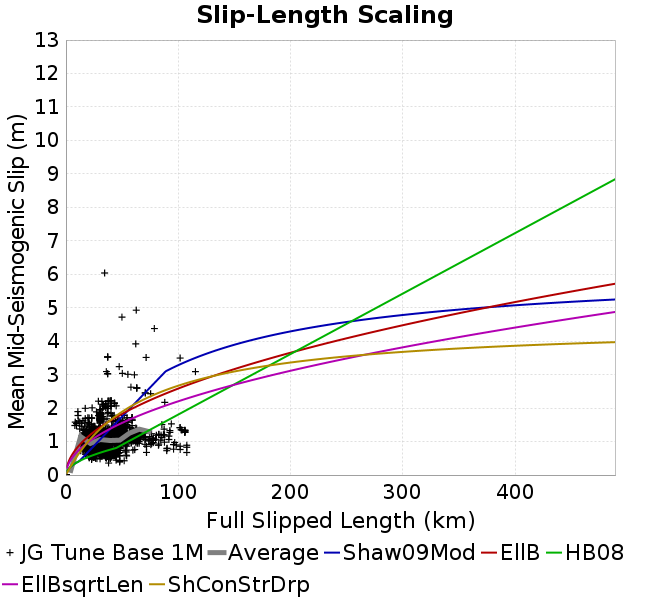 Slip-Length Scaling
Mean Mid-Seismogenic Slip (m)
13
12
11
10
9
8
7
6
5
4
3
2
1
0
0 100 200 300 400
Full Slipped Length (km)
JG Tune Base 1M Average Shaw09Mod EllB HB08
EllBsqrtLen ShConStrDrp